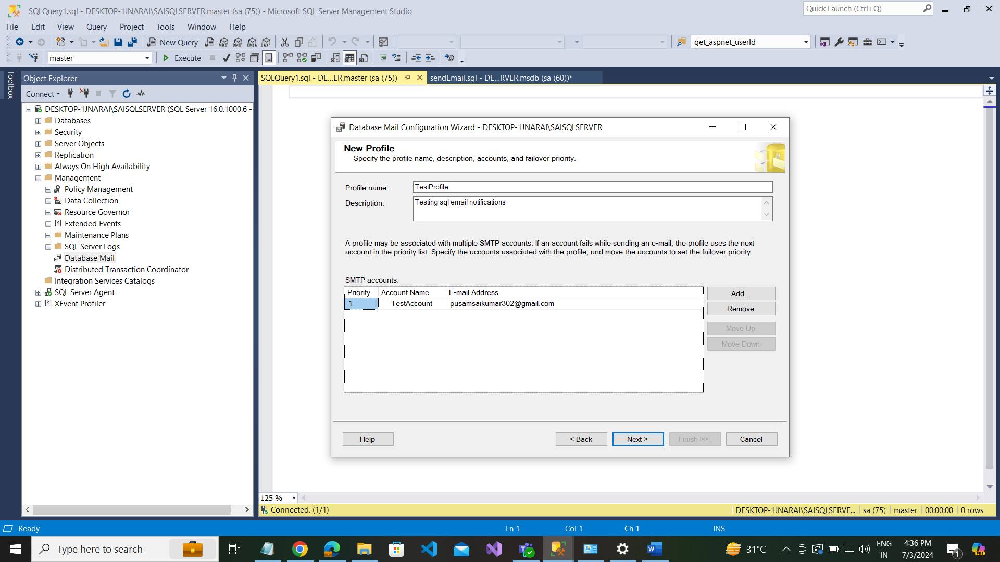 SQLQuery1.sql - DESKTOP-1JNARAI\SAISQLSERVER.master (sa (75)) - Microsoft SQL Server Management Studio
Quick Launch (Ctrl+Q)
File Edit View Query Project Tools Window Help
New Query MDX DMX XMLA DAX get_aspnet_userId
master Execute
Toolbox
Object Explorer
SQLQuery1.sql - DE...ER.master (sa (75)) sendEmail.sql - DE...RVER.msdb (sa (60))*
Connect
DESKTOP-1JNARAI\SAISQLSERVER (SQL Server 16.0.1000.6 -
Databases
Security
Server Objects
Replication
Always On High Availability
Management
Policy Management
Data Collection
Resource Governor
Extended Events
Maintenance Plans
SQL Server Logs
Database Mail
Distributed Transaction Coordinator
Integration Services Catalogs
SQL Server Agent
XEvent Profiler
Database Mail Configuration Wizard - DESKTOP-1JNARAI\SAISQLSERVER
New Profile
Specify the profile name, description, accounts, and failover priority.
Profile name: TestProfile
Description: Testing sql email notifications
A profile may be associated with multiple SMTP accounts. If an account fails while sending an e-mail, the profile uses the next
account in the priority list. Specify the accounts associated with the profile, and move the accounts to set the failover priority.
SMTP accounts:
Priority Account Name E-mail Address
1 TestAccount pusamsaikumar302@gmail.com
Add...
Remove
Move Up
Move Down
Help < Back Next > Finish >>| Cancel
125 %
Connected. (1/1) DESKTOP-1JNARAI\SAISQLSERVE... sa (75) master 00:00:00 0 rows
Ready Ln 1 Col 1 Ch 1 INS
Type here to search
31°C
ENG
IN
4:36 PM
7/3/2024
1
PRE